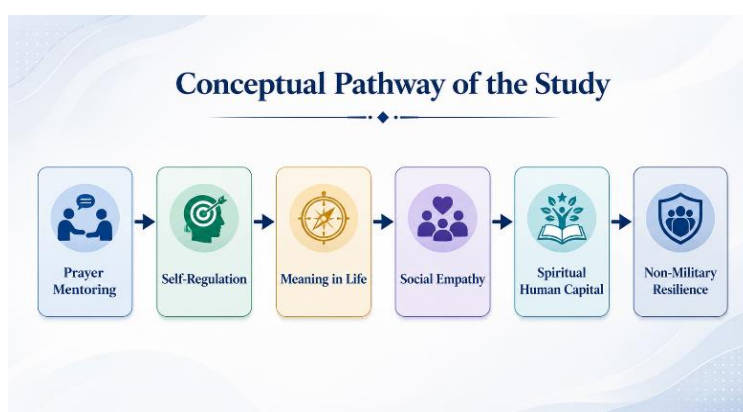 Conceptual Pathway of the Study
Prayer
Mentoring
Self-Regulation
Meaning in Life
Social Empathy
Spiritual
Human Capital
Non-Military
Resilience